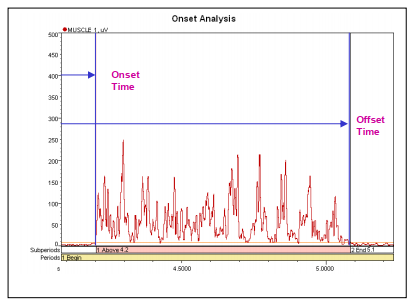 Onset Analysis
MUSCLE 1, uV
500
450
400
350
300
250
200
150
100
50
0
Onset
Time
Offset
Time
Subperiods
1 Above 4.2
2 End 5.1
Periods
1 Begin
s
4.5000
5.0000